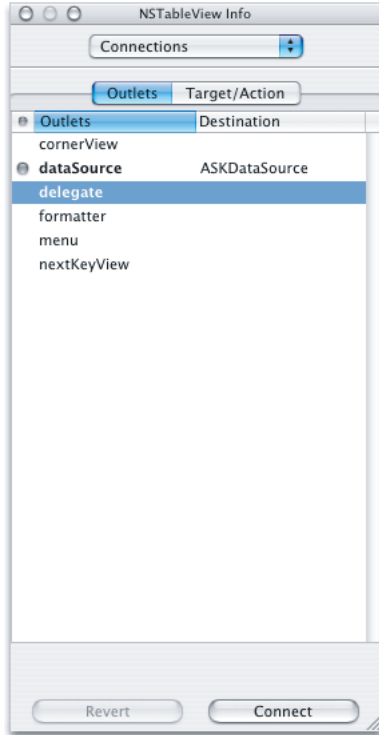 NSTableView Info
Connections
Outlets Target/Action
Outlets Destination
cornerView
dataSource ASKDataSource
delegate
formatter
menu
nextKeyView
Revert Connect